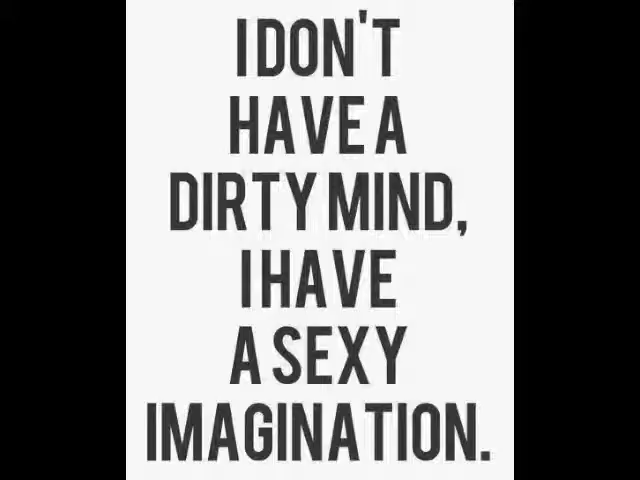 I DON'T
HAVE A
DIRTY MIND,
I HAVE
A SEXY
IMAGINATION.